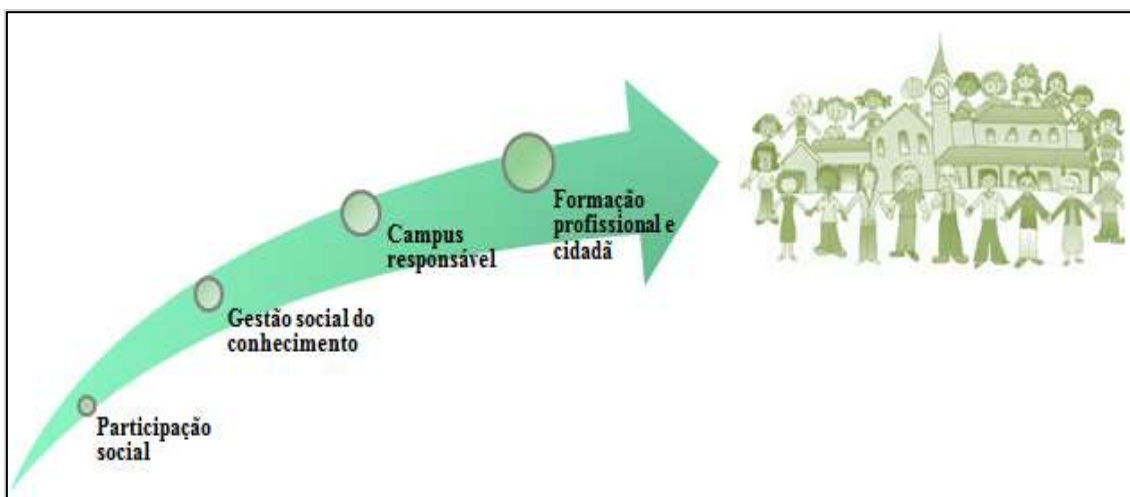 Participação
social
Gestão social do
conhecimento
Campus
responsável
Formação
profissional e
cidadã